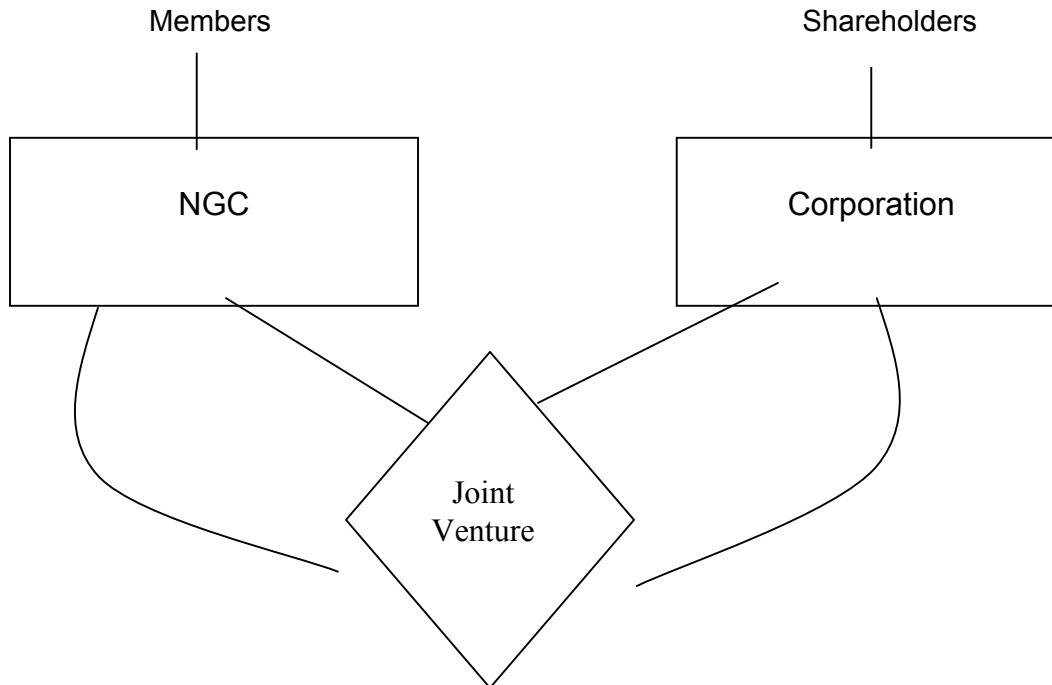 Members
Shareholders
NGC
Corporation
Joint
Venture